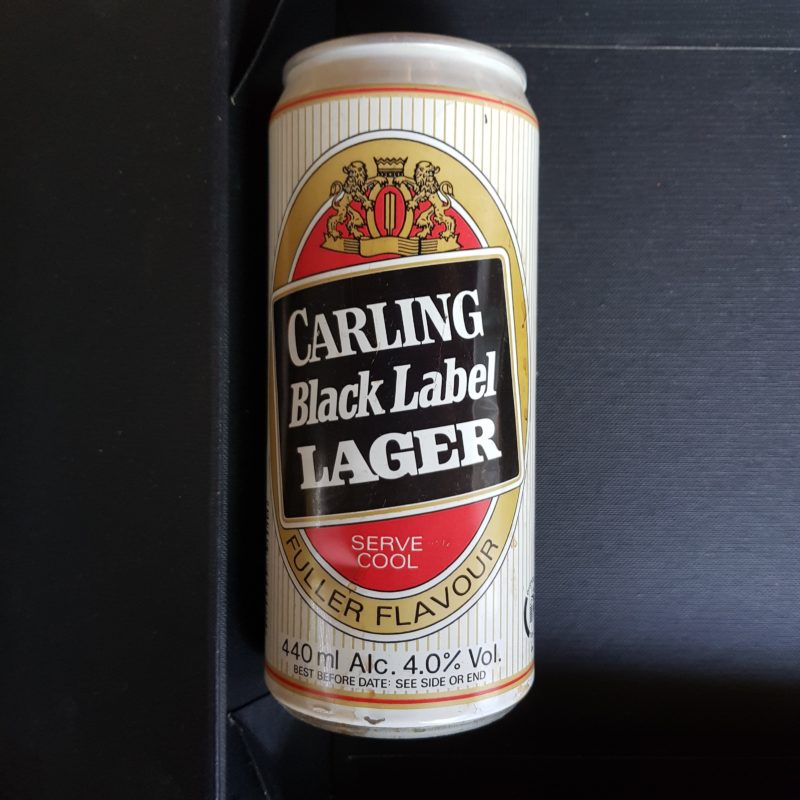 CARLING
Black Label
LAGER
SERVE
COOL
FULLER FLAVOUR
440 ml Alc. 4.0% Vol.
BEST BEFORE DATE: SEE SIDE OR END